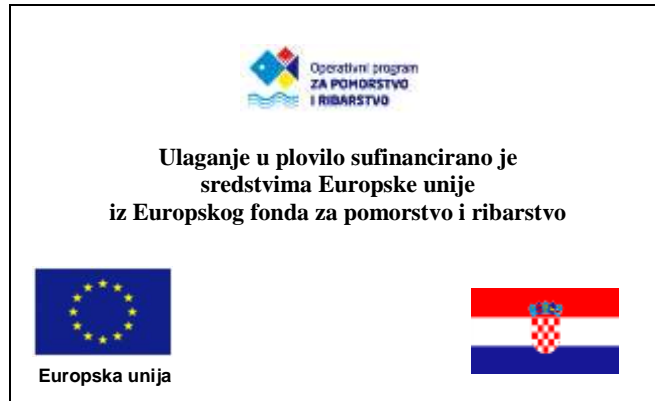 Operativni program
ZA POMORSTVO
I RIBARSTVO
Ulaganje u plovilo sufinancirano je
sredstvima Europske unije
iz Europskog fonda za pomorstvo i ribarstvo
Europska unija